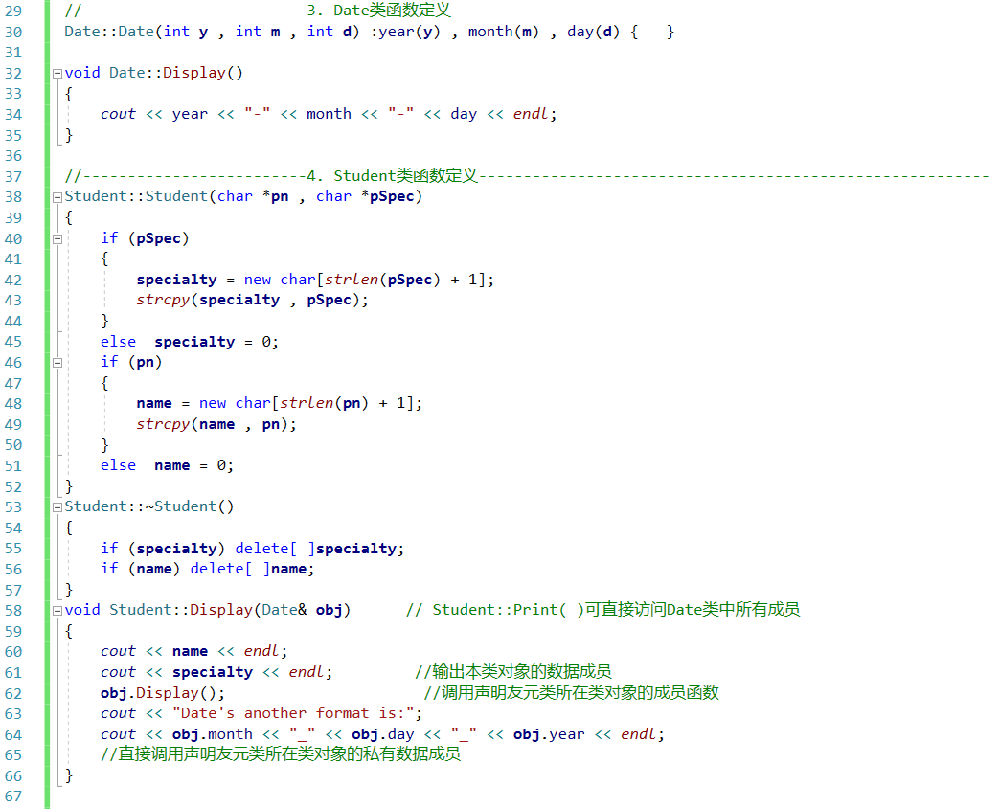 29 //-------------------------3. Date类函数定义-----------------------------------------------------------
30 Date::Date(int y , int m , int d) :year(y) , month(m) , day(d) {   }
31
32 void Date::Display()
33 {
34     cout << year << "-" << month << "-" << day << endl;
35 }
36
37 //-------------------------4. Student类函数定义---------------------------------------------------------
38 Student::Student(char *pn , char *pSpec)
39 {
40     if (pSpec)
41     {
42         specialty = new char[strlen(pSpec) + 1];
43         strcpy(specialty , pSpec);
44     }
45     else  specialty = 0;
46     if (pn)
47     {
48         name = new char[strlen(pn) + 1];
49         strcpy(name , pn);
50     }
51     else  name = 0;
52 }
53 Student::~Student()
54 {
55     if (specialty) delete[ ]specialty;
56     if (name) delete[ ]name;
57 }
58 void Student::Display(Date& obj)      // Student::Print( )可直接访问Date类中所有成员
59 {
60     cout << name << endl;
61     cout << specialty << endl;         //输出本类对象的数据成员
62     obj.Display();                      //调用声明友元类所在类对象的成员函数
63     cout << "Date's another format is:";
64     cout << obj.month << "_" << obj.day << "_" << obj.year << endl;
65     //直接调用声明友元类所在类对象的私有数据成员
66 }
67